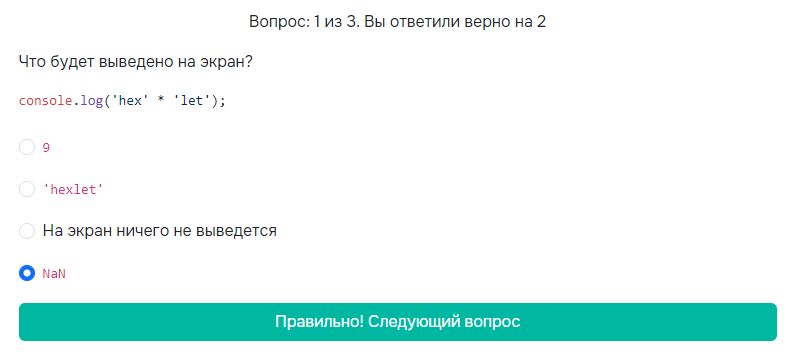 Вопрос: 1 из 3. Вы ответили верно на 2
Что будет выведено на экран?
console.log('hex' * 'let');
9
'hexlet'
На экран ничего не выведется
NaN
Правильно! Следующий вопрос